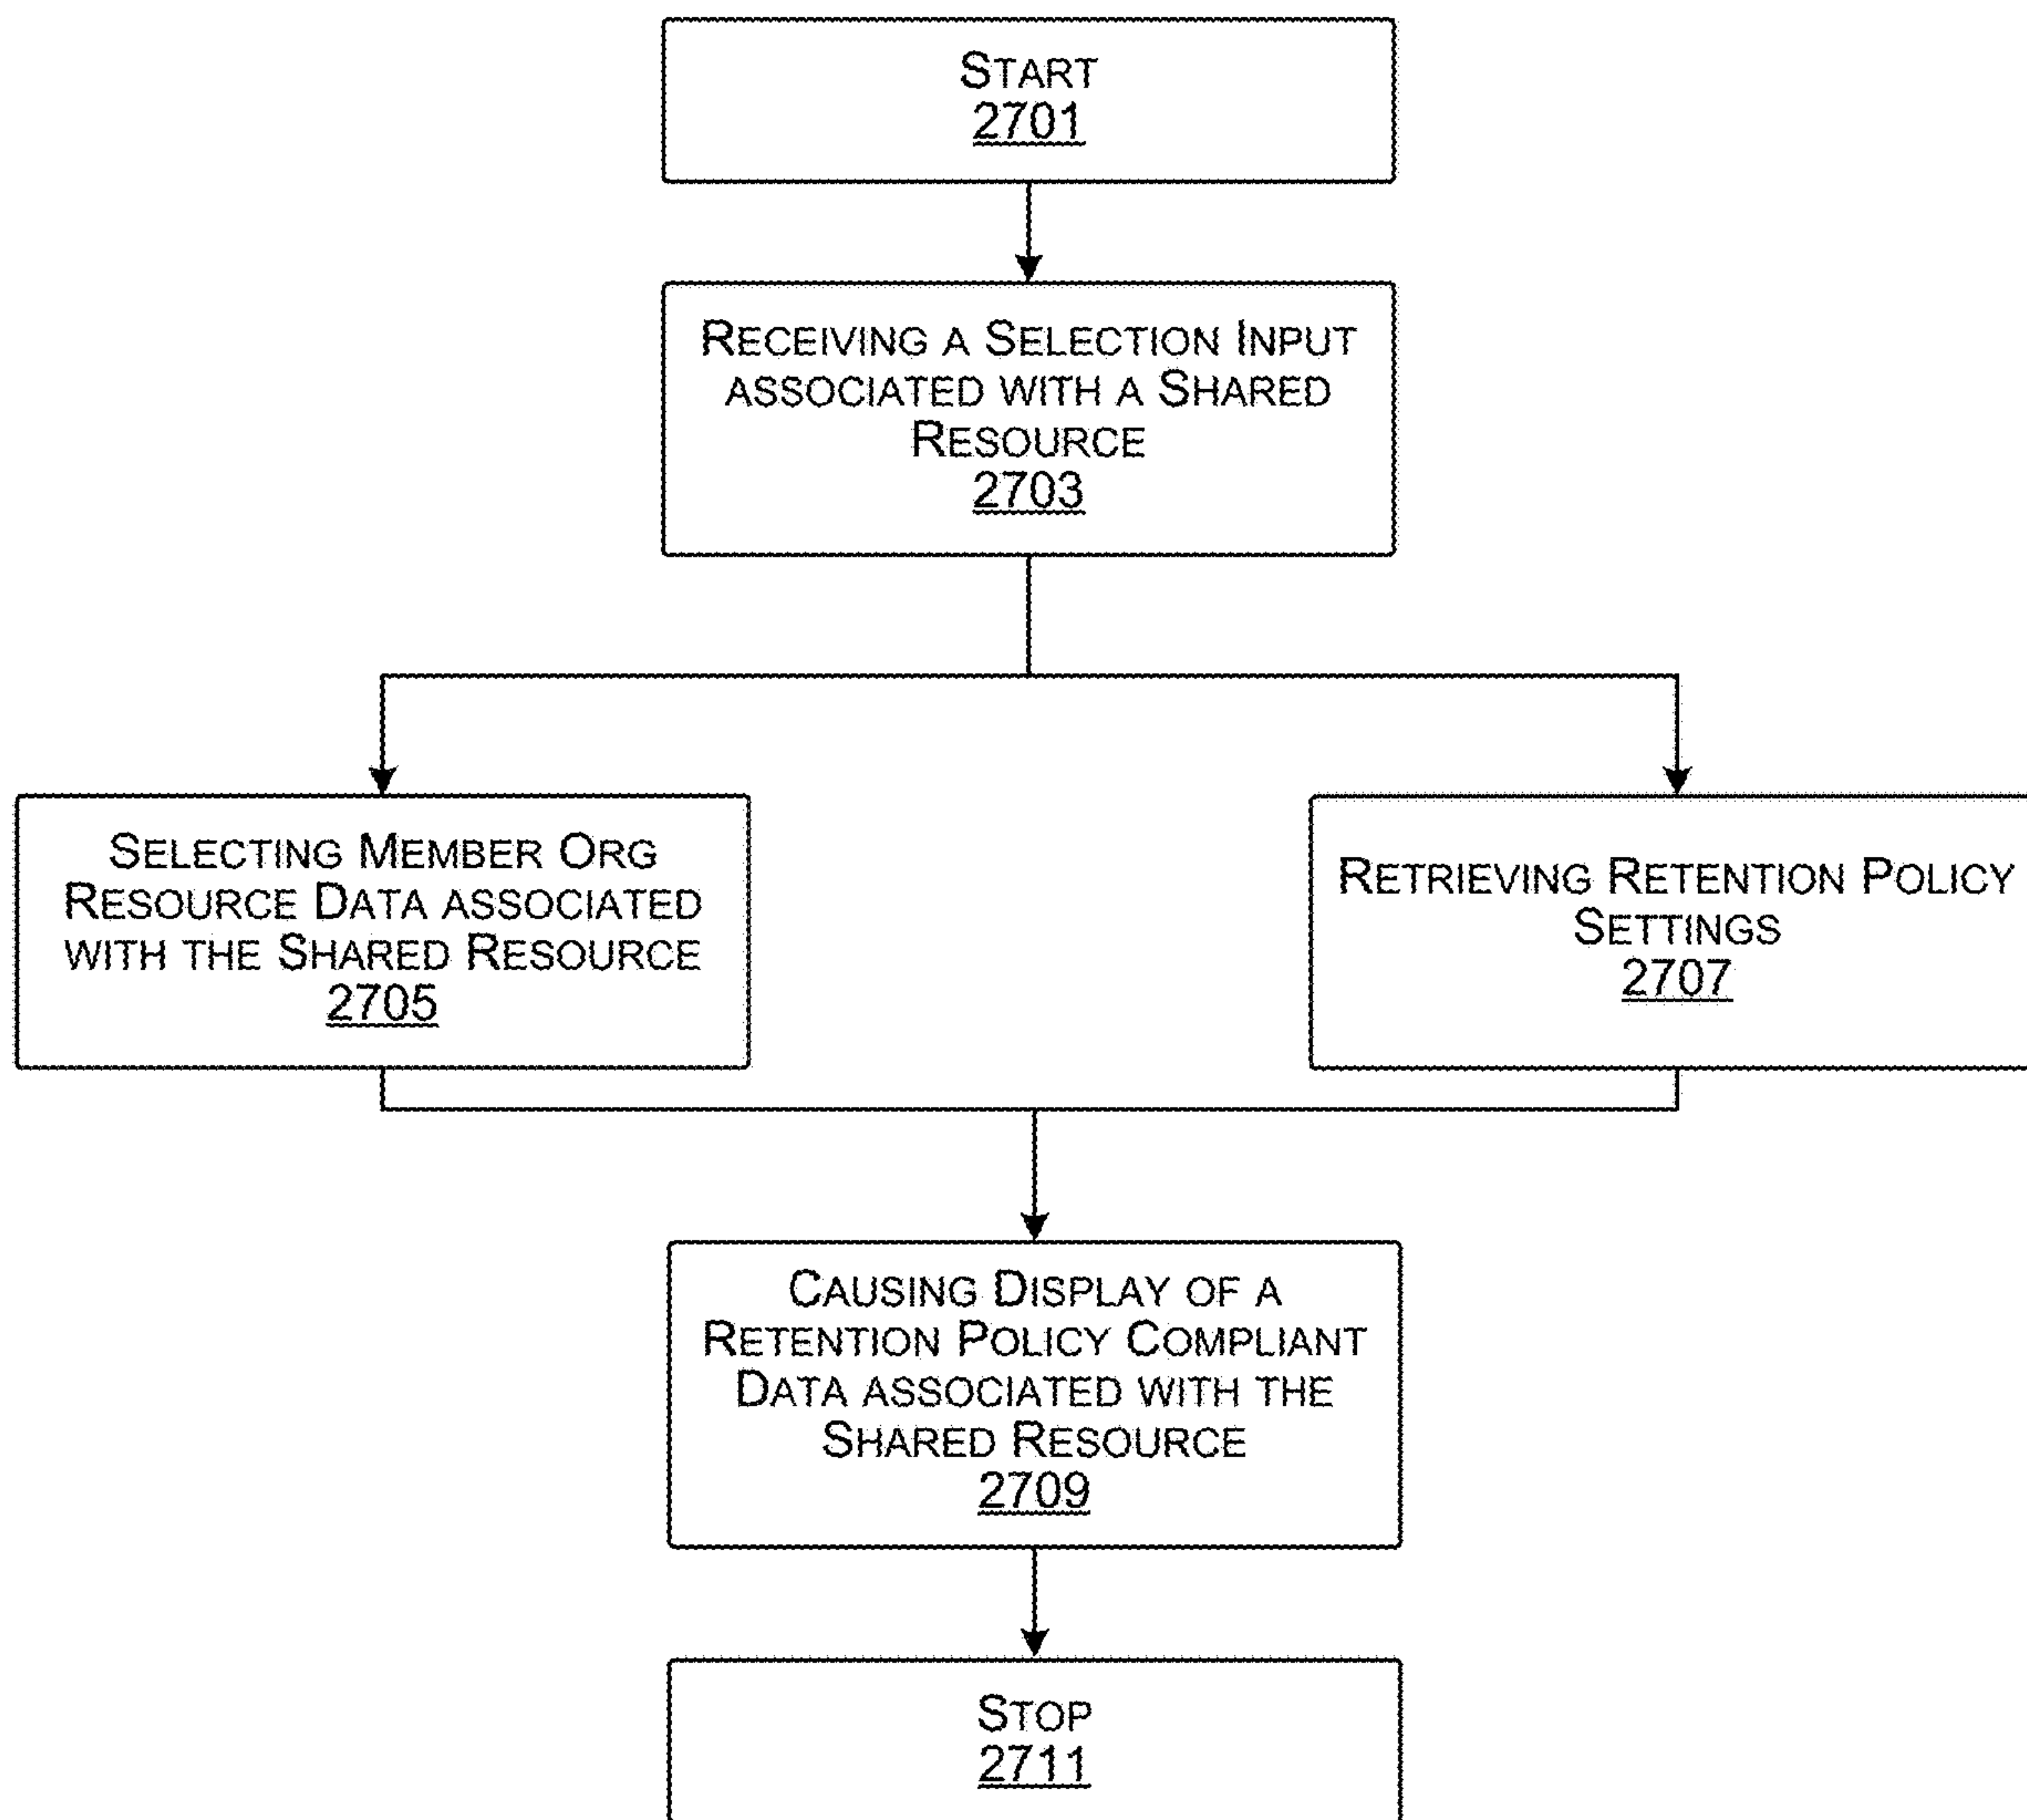 START
2701
RECEIVING A SELECTION INPUT
ASSOCIATED WITH A SHARED
RESOURCE
2703
SELECTING MEMBER ORG
RESOURCE DATA ASSOCIATED
WITH THE SHARED RESOURCE
2705
RETRIEVING RETENTION POLICY
SETTINGS
2707
CAUSING DISPLAY OF A
RETENTION POLICY COMPLIANT
DATA ASSOCIATED WITH THE
SHARED RESOURCE
2709
STOP
2711